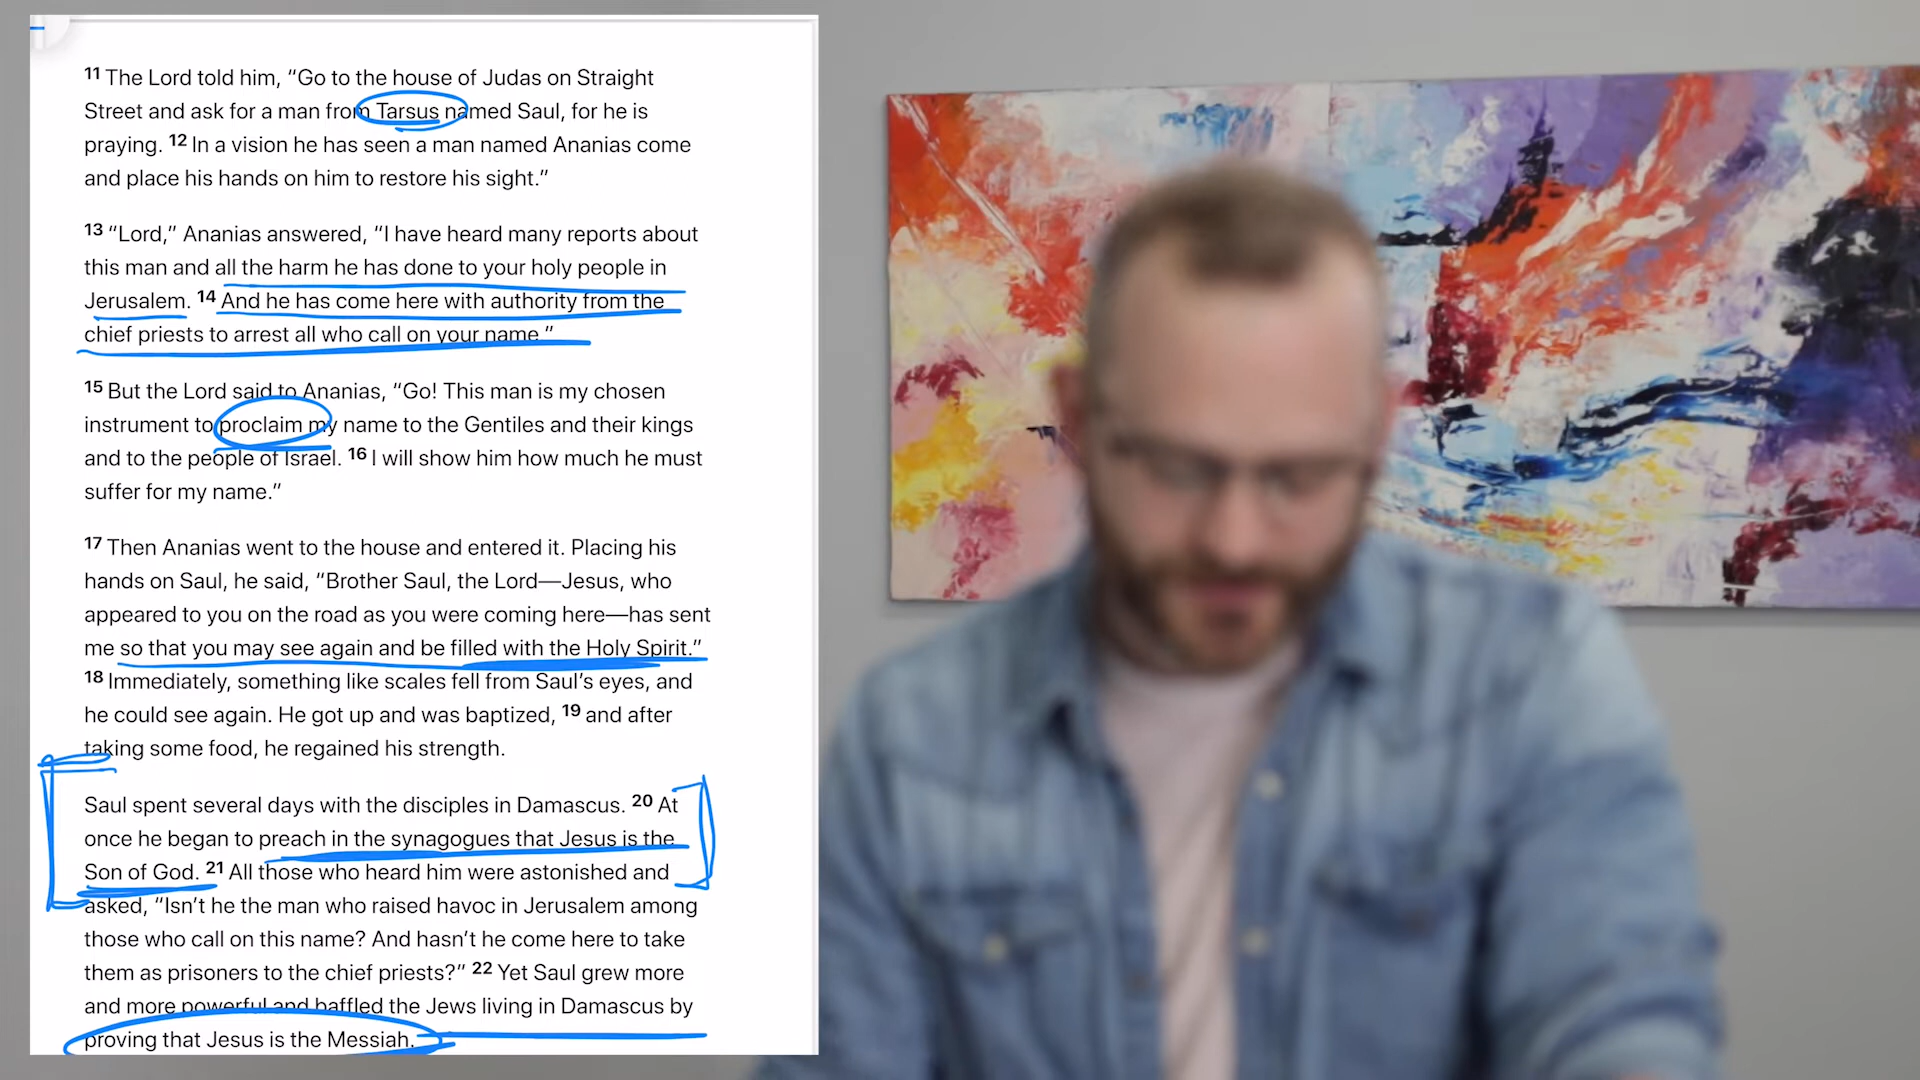 11 The Lord told him, “Go to the house of Judas on Straight
Street and ask for a man from Tarsus named Saul, for he is
praying. 12 In a vision he has seen a man named Ananias come
and place his hands on him to restore his sight.”
13 “Lord,” Ananias answered, “I have heard many reports about
this man and all the harm he has done to your holy people in
Jerusalem. 14 And he has come here with authority from the
chief priests to arrest all who call on your name.”
15 But the Lord said to Ananias, “Go! This man is my chosen
instrument to proclaim my name to the Gentiles and their kings
and to the people of Israel. 16 I will show him how much he must
suffer for my name.”
17 Then Ananias went to the house and entered it. Placing his
hands on Saul, he said, “Brother Saul, the Lord—Jesus, who
appeared to you on the road as you were coming here—has sent
me so that you may see again and be filled with the Holy Spirit.”
18 Immediately, something like scales fell from Saul’s eyes, and
he could see again. He got up and was baptized, 19 and after
taking some food, he regained his strength.
Saul spent several days with the disciples in Damascus. 20 At
once he began to preach in the synagogues that Jesus is the
Son of God. 21 All those who heard him were astonished and
asked, “Isn’t he the man who raised havoc in Jerusalem among
those who call on this name? And hasn’t he come here to take
them as prisoners to the chief priests?” 22 Yet Saul grew more
and more powerful and baffled the Jews living in Damascus by
proving that Jesus is the Messiah.